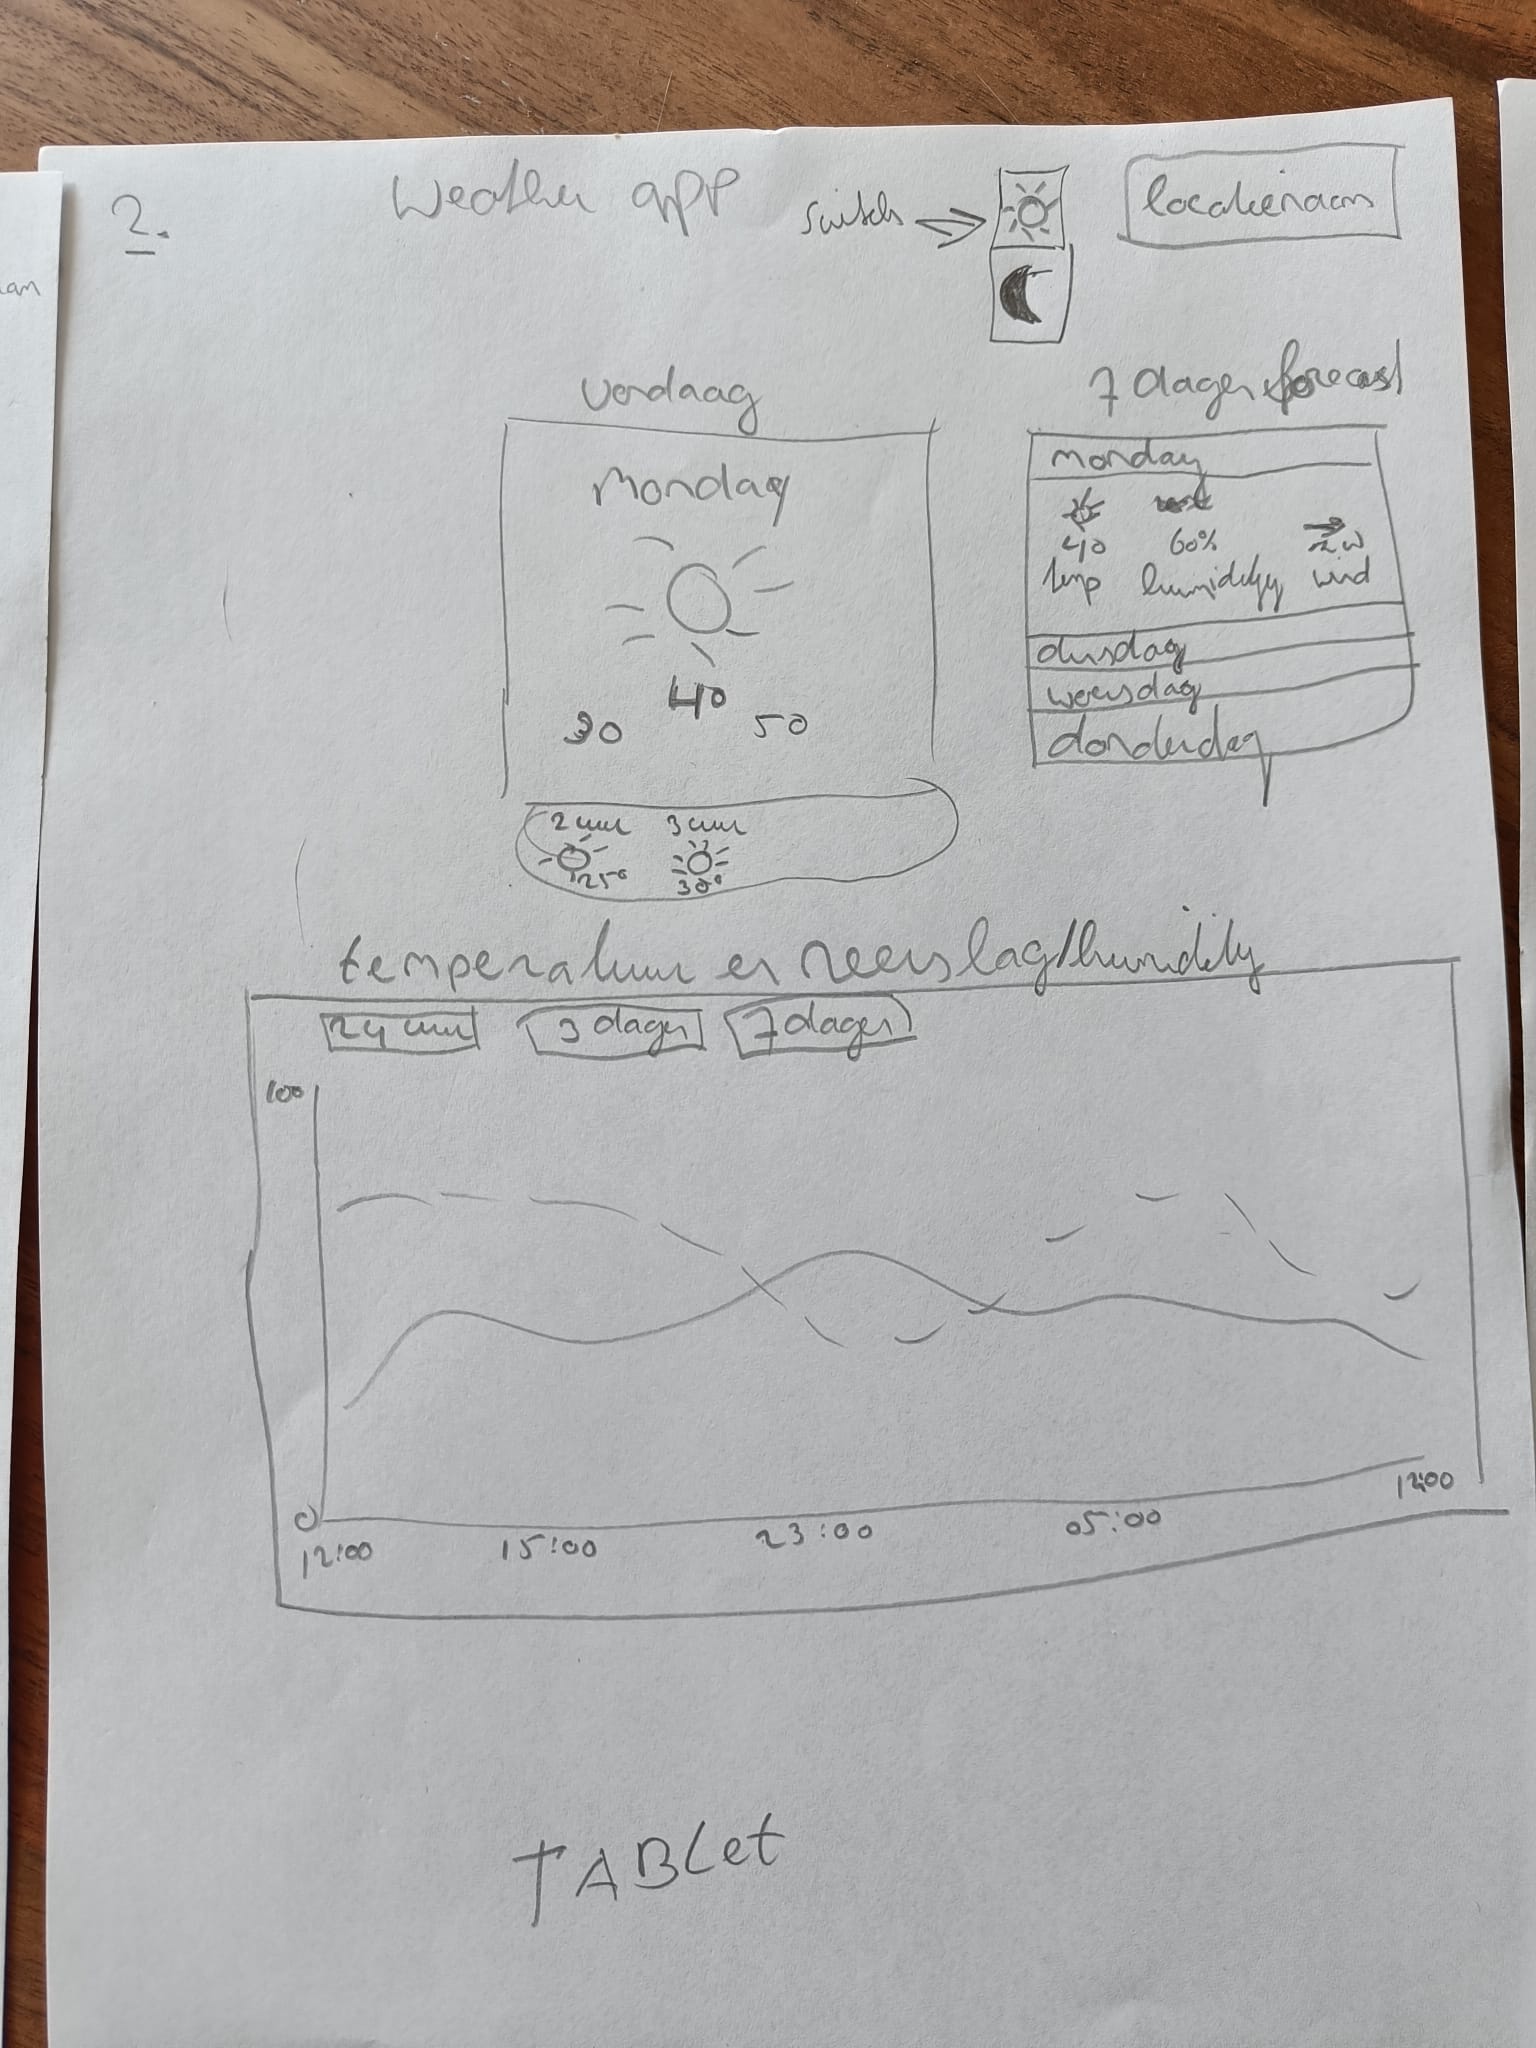 2.
Weather app
switch
locatienaam
vandaag
Monday
40
30
50
2 uur 3 uur
25° 30°
7 dagen forecast
monday
40 60% ZW
temp humidity wind
dinsdag
woensdag
donderdag
temperatuur en neerslag/humidity
24 uur 3 dagen 7 dagen
100
0
12:00 15:00 23:00 05:00 12:00
TABLet